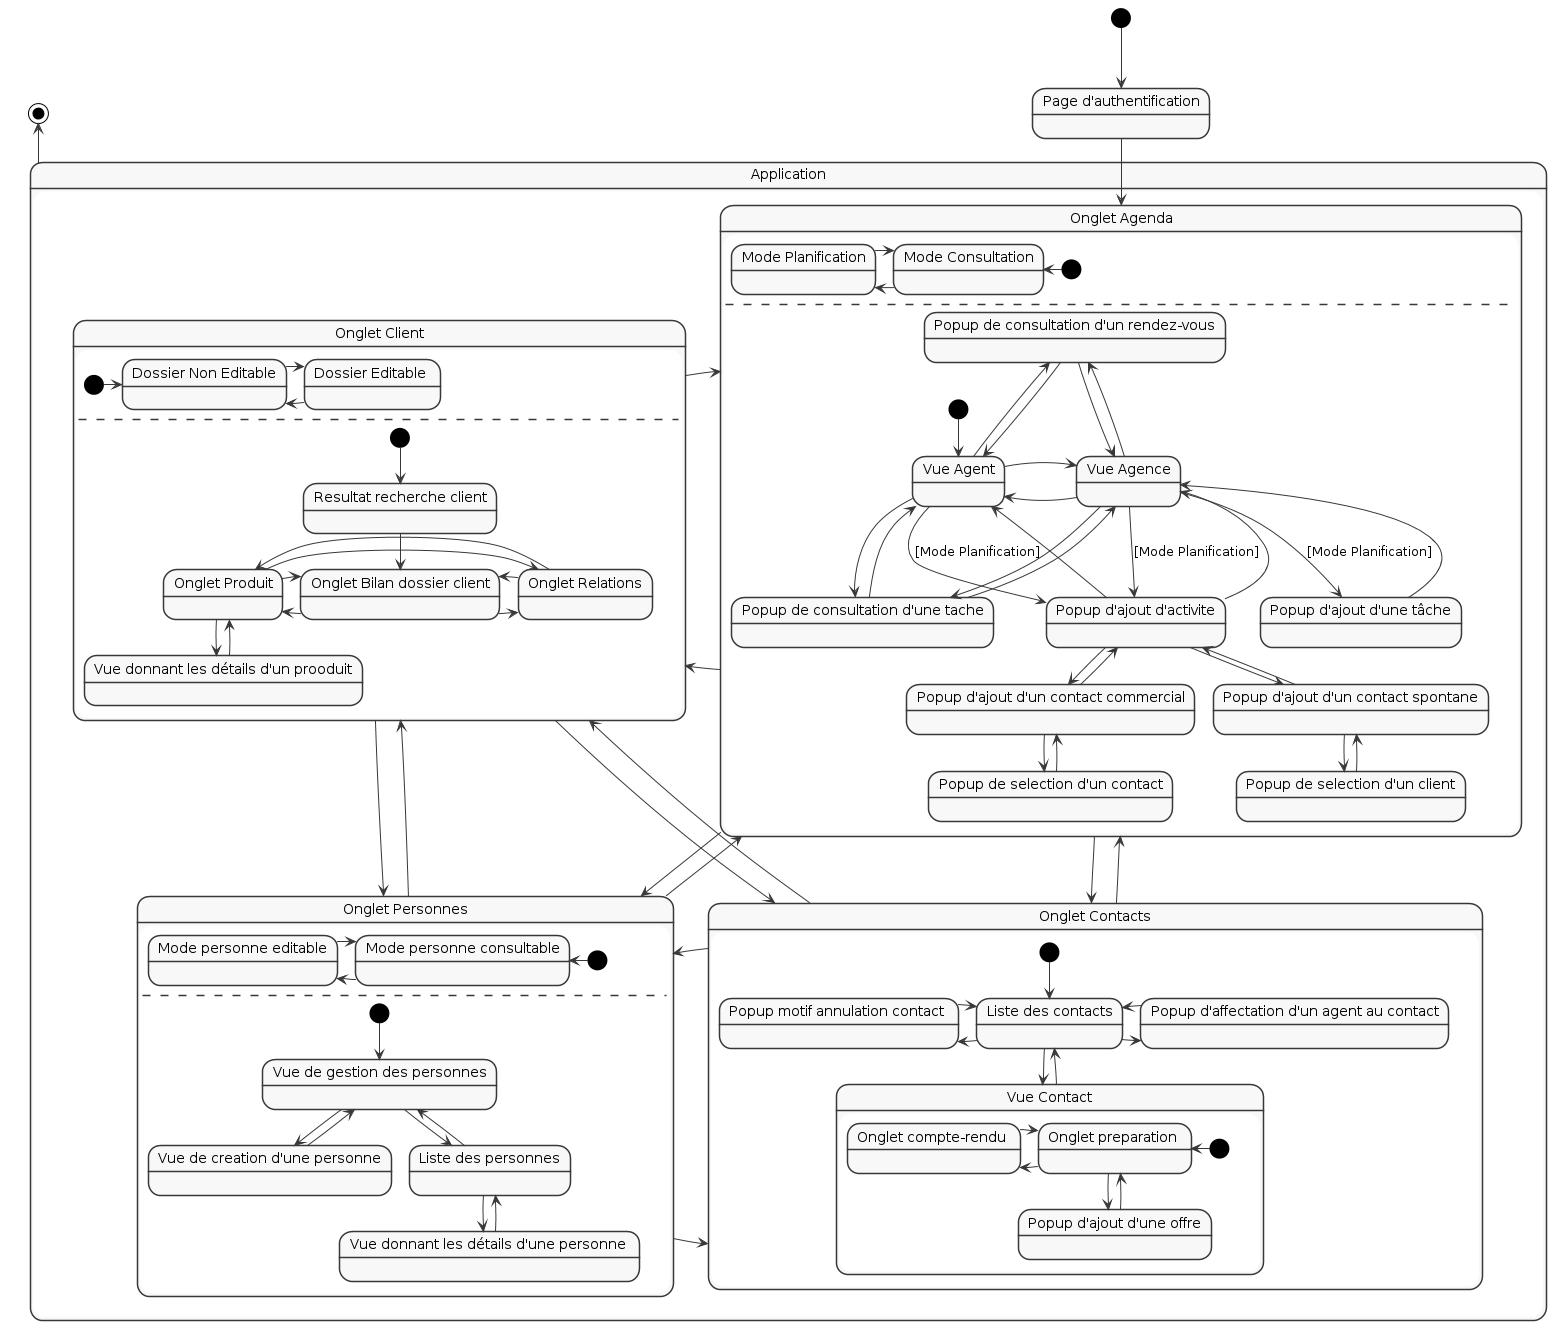 Page d'authentification
Application
Onglet Agenda
Mode Planification
Mode Consultation
Popup de consultation d'un rendez-vous
Onglet Client
Dossier Non Editable
Dossier Editable
Resultat recherche client
Vue Agent
Vue Agence
[Mode Planification]
[Mode Planification]
[Mode Planification]
Onglet Produit
Onglet Bilan dossier client
Onglet Relations
Popup de consultation d'une tache
Popup d'ajout d'activite
Popup d'ajout d'une tâche
Vue donnant les détails d'un prooduit
Popup d'ajout d'un contact commercial
Popup d'ajout d'un contact spontane
Popup de selection d'un contact
Popup de selection d'un client
Onglet Personnes
Mode personne editable
Mode personne consultable
Vue de gestion des personnes
Vue de creation d'une personne
Liste des personnes
Vue donnant les détails d'une personne
Onglet Contacts
Popup motif annulation contact
Liste des contacts
Popup d'affectation d'un agent au contact
Vue Contact
Onglet compte-rendu
Onglet preparation
Popup d'ajout d'une offre